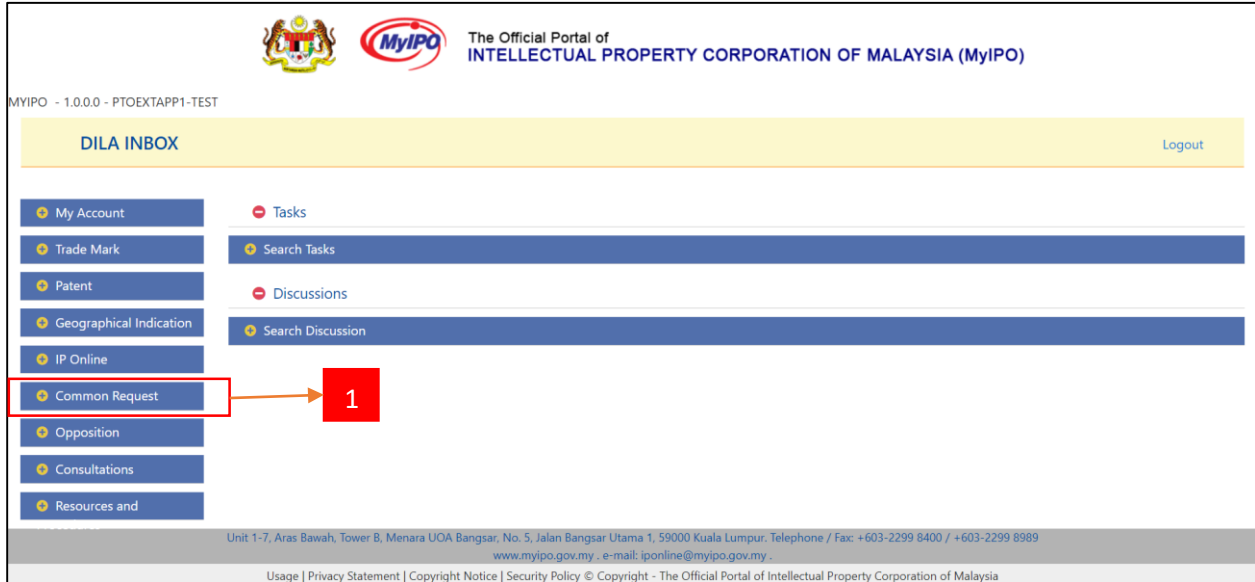 MyIPO
The Official Portal of
INTELLECTUAL PROPERTY CORPORATION OF MALAYSIA (MyIPO)
MYIPO - 1.0.0.0 - PTOEXTAPP1-TEST
DILA INBOX
Logout
My Account
Trade Mark
Patent
Geographical Indication
IP Online
Common Request
Opposition
Consultations
Resources and
Tasks
Search Tasks
Discussions
Search Discussion
1
Unit 1-7, Aras Bawah, Tower B, Menara UOA Bangsar, No. 5, Jalan Bangsar Utama 1, 59000 Kuala Lumpur. Telephone / Fax: +603-2299 8400 / +603-2299 8989
www.myipo.gov.my . e-mail: iponline@myipo.gov.my .
Usage | Privacy Statement | Copyright Notice | Security Policy © Copyright - The Official Portal of Intellectual Property Corporation of Malaysia